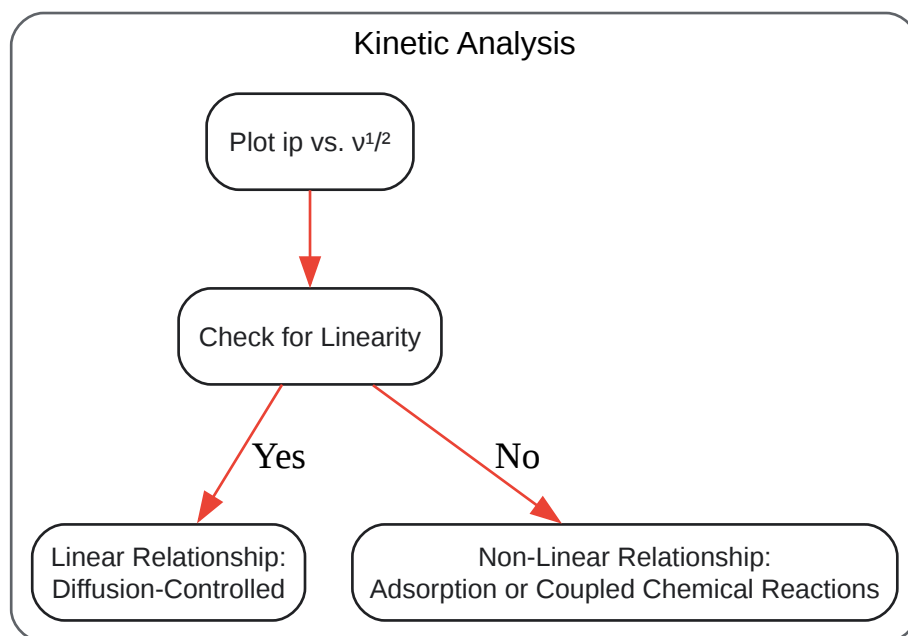 Kinetic Analysis
Plot ip vs. ν¹/²
Check for Linearity
Yes
No
Linear Relationship:
Diffusion-Controlled
Non-Linear Relationship:
Adsorption or Coupled Chemical Reactions